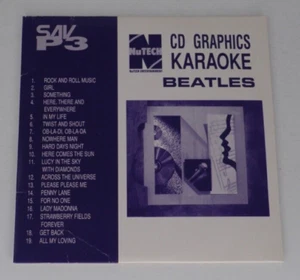 SAV
P3
1. ROCK AND ROLL MUSIC
2. GIRL
3. SOMETHING
4. HERE, THERE AND
EVERYWHERE
5. IN MY LIFE
6. TWIST AND SHOUT
7. OB-LA-DI, OB-LA-DA
8. NOWHERE MAN
9. HARD DAYS NIGHT
10. HERE COMES THE SUN
11. LUCY IN THE SKY
WITH DIAMONDS
12. ACROSS THE UNIVERSE
13. PLEASE PLEASE ME
14. PENNY LANE
15. FOR NO ONE
16. LADY MADONNA
17. STRAWBERRY FIELDS
FOREVER
18. GET BACK
19. ALL MY LOVING
NuTECH
NuTECH ENTERTAINMENT
CD GRAPHICS
KARAOKE
BEATLES